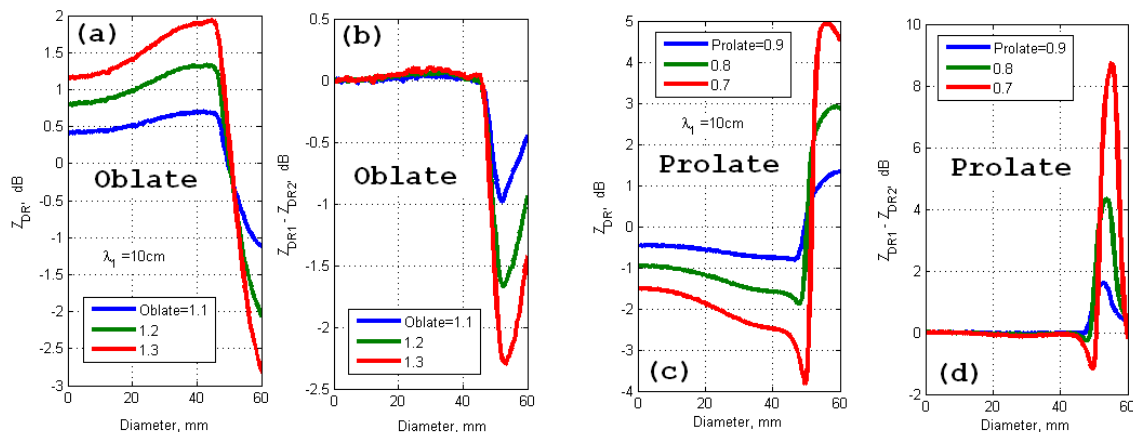 (a)
Z_DR, dB
2
1.5
1
0.5
0
-0.5
-1
-1.5
-2
-2.5
-3
Oblate
λ₁ =10cm
Oblate=1.1
1.2
1.3
0 20 40 60
Diameter, mm
(b)
Z_DR1 - Z_DR2, dB
0.5
0
-0.5
-1
-1.5
-2
-2.5
Oblate
Oblate=1.1
1.2
1.3
0 20 40 60
Diameter, mm
Z_DR, dB
5
4
3
2
1
0
-1
-2
-3
-4
Prolate=0.9
0.8
0.7
λ₁ =10cm
Prolate
(c)
0 20 40 60
Diameter, mm
Z_DR1 - Z_DR2, dB
10
8
6
4
2
0
-2
Prolate=0.9
0.8
0.7
Prolate
(d)
0 20 40 60
Diameter, mm